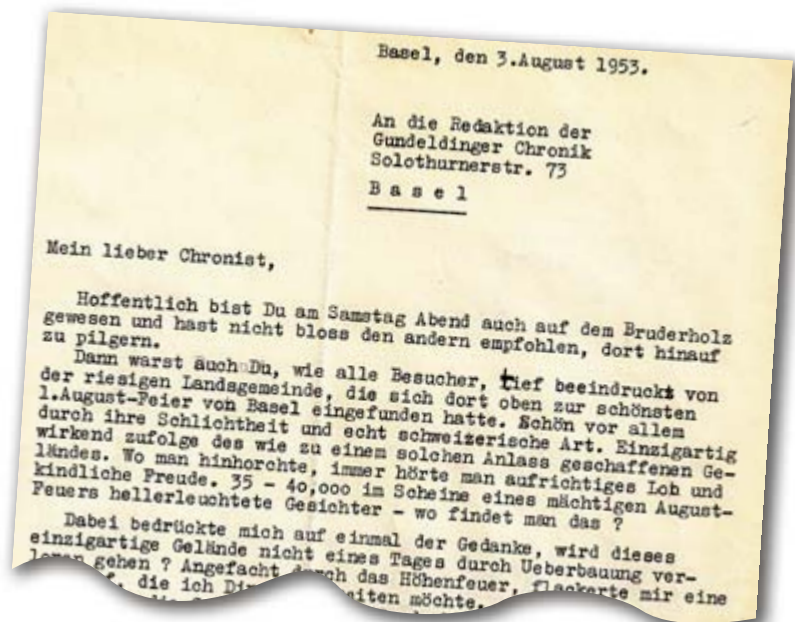 Basel, den 3.August 1953.
An die Redaktion der
Gundeldinger Chronik
Solothurnerstr. 73
B a s e l
Mein lieber Chronist,
Hoffentlich bist Du am Samstag Abend auch auf dem Bruderholz
gewesen und hast nicht bloss den andern empfohlen, dort hinauf
zu pilgern.
Dann warst auch Du, wie alle Besucher, tief beeindruckt von
der riesigen Landsgemeinde, die sich dort oben zur schönsten
1.August-Feier von Basel eingefunden hatte. Schön vor allem
durch ihre Schlichtheit und echt schweizerische Art. Einzigartig
wirkend zufolge des wie zu einem solchen Anlass geschaffenen Ge-
ländes. Wo man hinhorchte, immer hörte man aufrichtiges Lob und
kindliche Freude. 35 - 40,000 im Scheine eines mächtigen August-
Feuers hellerleuchtete Gesichter - wo findet man das ?
Dabei bedrückte mich auf einmal der Gedanke, wird dieses
einzigartige Gelände nicht eines Tages durch Ueberbauung ver-
gehen ? Angefacht durch das Höhenfeuer, flackerte mir eine
die ich möchte.